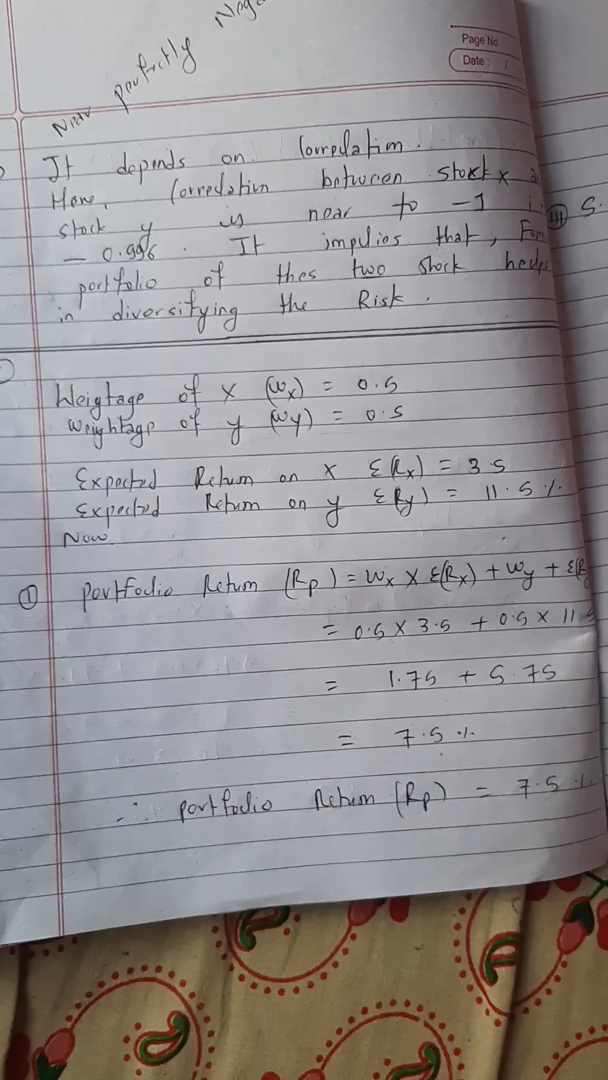 Page No
Date :
Near perfectly
It depends on Correlation.
Here, Correlation between stock x
stock y is near to -1
- 0.996. It implies that,
portfolio of thes two stock helps
in diversifying the Risk.
Weigtage of X (Wx) = 0.5
Weightage of y (Wy) = 0.5
Expected Return on X E(Rx) = 3.5
Expected Return on y E(Ry) = 11.5 %
Now
① Portfolio Return (Rp) = Wx X E(Rx) + Wy + E(R
= 0.5 X 3.5 + 0.5 X 11.5
= 1.75 + 5.75
= 7.5 %
∴ portfolio Return (Rp) = 7.5 %
III S.